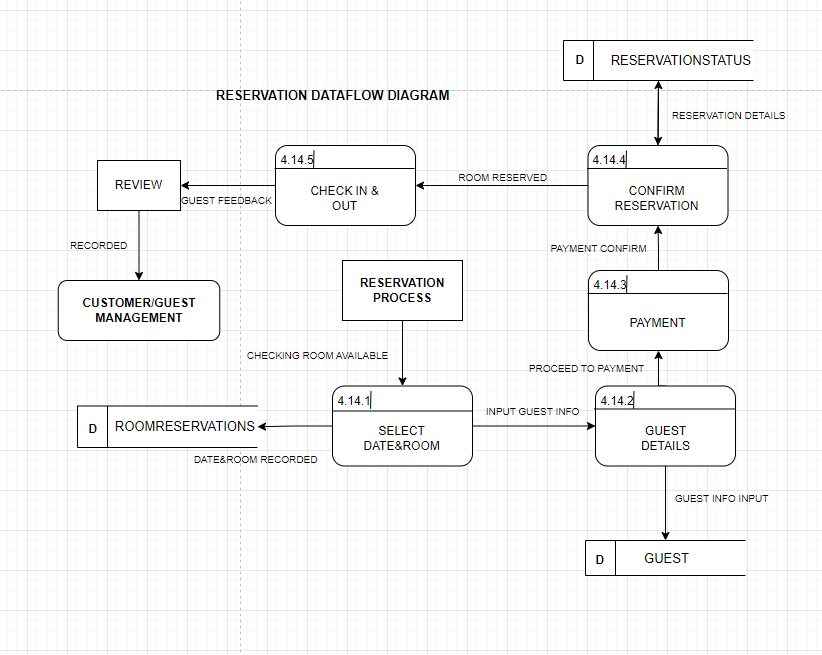 D
RESERVATIONSTATUS
RESERVATION DATAFLOW DIAGRAM
RESERVATION DETAILS
4.14.5
CHECK IN &
OUT
4.14.4
CONFIRM
RESERVATION
ROOM RESERVED
REVIEW
GUEST FEEDBACK
RECORDED
PAYMENT CONFIRM
CUSTOMER/GUEST
MANAGEMENT
RESERVATION
PROCESS
4.14.3
PAYMENT
CHECKING ROOM AVAILABLE
PROCEED TO PAYMENT
4.14.1
SELECT
DATE&ROOM
INPUT GUEST INFO
4.14.2
GUEST
DETAILS
D
ROOMRESERVATIONS
DATE&ROOM RECORDED
GUEST INFO INPUT
D
GUEST